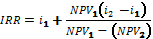 IRR = i₁ + NPV₁(i₂ − i₁) / NPV₁ − (NPV₂)